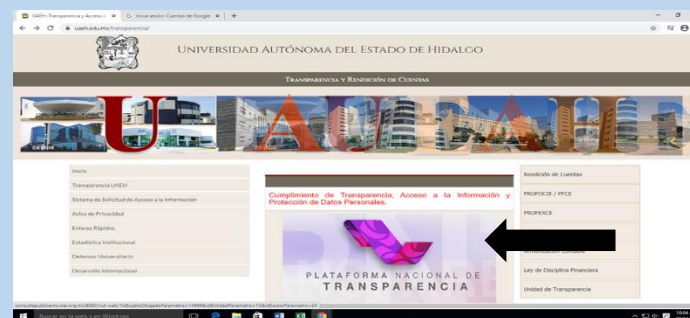 UAEH:Transparencia y Acceso
Inicia sesión: Cuentas de Google
uaeh.edu.mx/transparencia/
UNIVERSIDAD AUTÓNOMA DEL ESTADO DE HIDALGO
TRANSPARENCIA Y RENDICIÓN DE CUENTAS
Inicio
Transparencia UAEH
Sistema de Solicitud de Acceso a la Información
Aviso de Privacidad
Enlaces Rápidos
Estadística Institucional
Defensor Universitario
Desarrollo Internacional
Cumplimiento de Transparencia, Acceso a la Información y
Protección de Datos Personales.
PLATAFORMA NACIONAL DE
TRANSPARENCIA
Rendición de Cuentas
PROFOCIE / PFCE
PROFEXCE
Armonización Contable
Ley de Disciplina Financiera
Unidad de Transparencia
Buscar en la web y en Windows